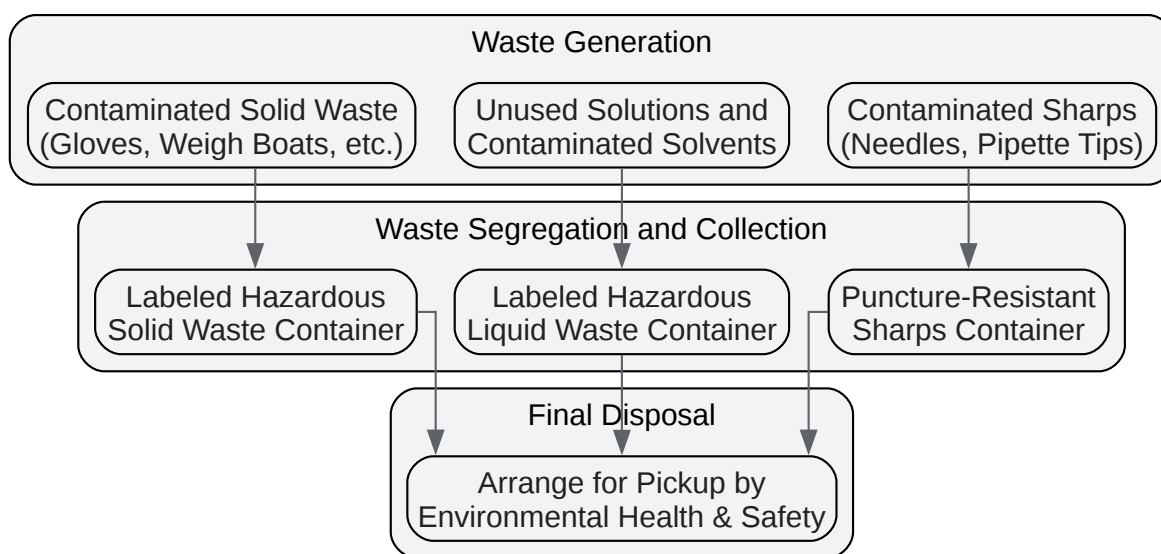 Waste Generation
Contaminated Solid Waste
(Gloves, Weigh Boats, etc.)
Unused Solutions and
Contaminated Solvents
Contaminated Sharps
(Needles, Pipette Tips)
Waste Segregation and Collection
Labeled Hazardous
Solid Waste Container
Labeled Hazardous
Liquid Waste Container
Puncture-Resistant
Sharps Container
Final Disposal
Arrange for Pickup by
Environmental Health & Safety